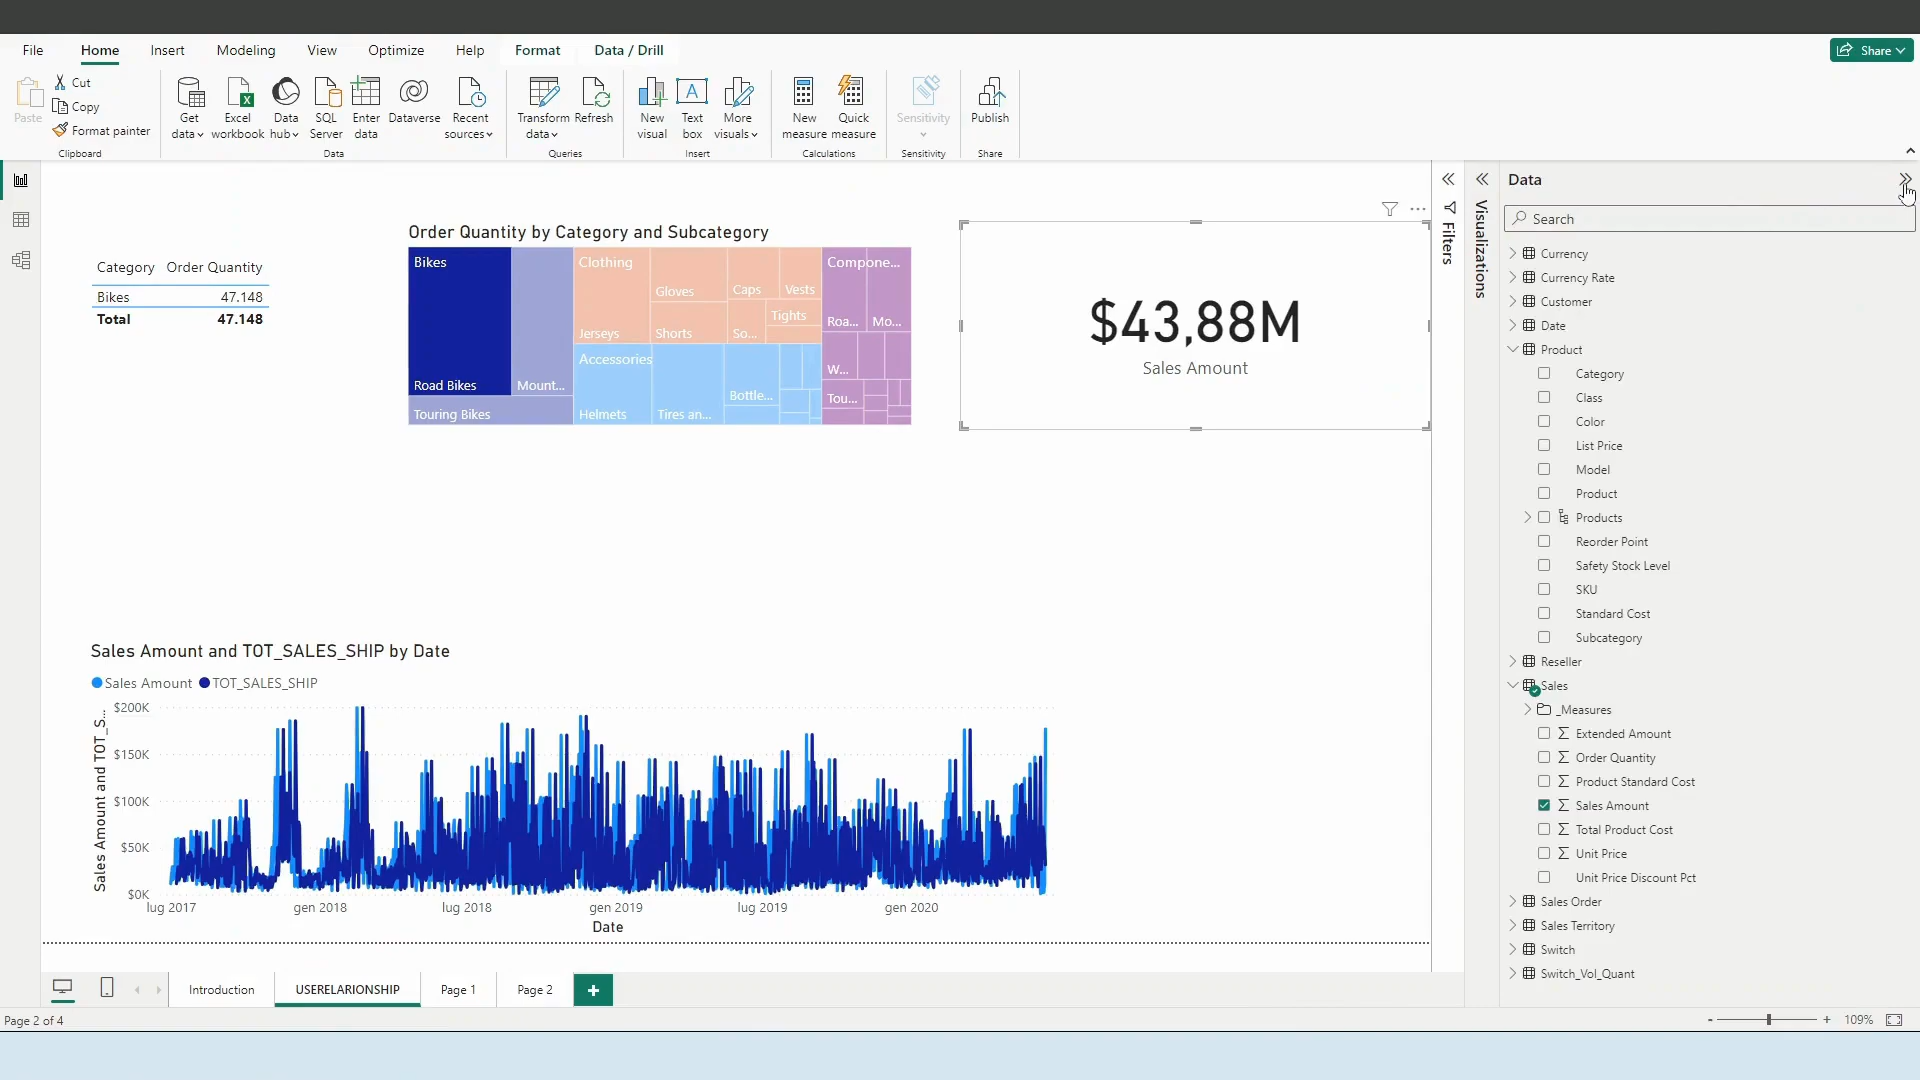 File Home Insert Modeling View Optimize Help Format Data / Drill Share
Paste Cut Copy Format painter
Get data Excel workbook Data hub SQL Server Enter data Dataverse Recent sources
Transform data Refresh
New visual Text box More visuals
New measure Quick measure
Sensitivity
Publish
Clipboard Data Queries Insert Calculations Sensitivity Share
Category Order Quantity
Bikes 47.148
Total 47.148
Order Quantity by Category and Subcategory
Bikes
Road Bikes
Mount...
Touring Bikes
Clothing
Jerseys
Gloves
Shorts
Caps
Vests
So...
Tights
Accessories
Helmets
Tires an...
Bottle...
Compone...
Roa...
Mo...
W...
Tou...
$43,88M
Sales Amount
Sales Amount and TOT_SALES_SHIP by Date
Sales Amount TOT_SALES_SHIP
Sales Amount and TOT_S...
$200K
$150K
$100K
$50K
$0K
lug 2017 gen 2018 lug 2018 gen 2019 lug 2019 gen 2020
Date
Filters
Visualizations
Data
Search
Currency
Currency Rate
Customer
Date
Product
Category
Class
Color
List Price
Model
Product
Products
Reorder Point
Safety Stock Level
SKU
Standard Cost
Subcategory
Reseller
Sales
_Measures
Extended Amount
Order Quantity
Product Standard Cost
Sales Amount
Total Product Cost
Unit Price
Unit Price Discount Pct
Sales Order
Sales Territory
Switch
Switch_Vol_Quant
Introduction USERELARIONSHIP Page 1 Page 2 +
Page 2 of 4
- + 109%